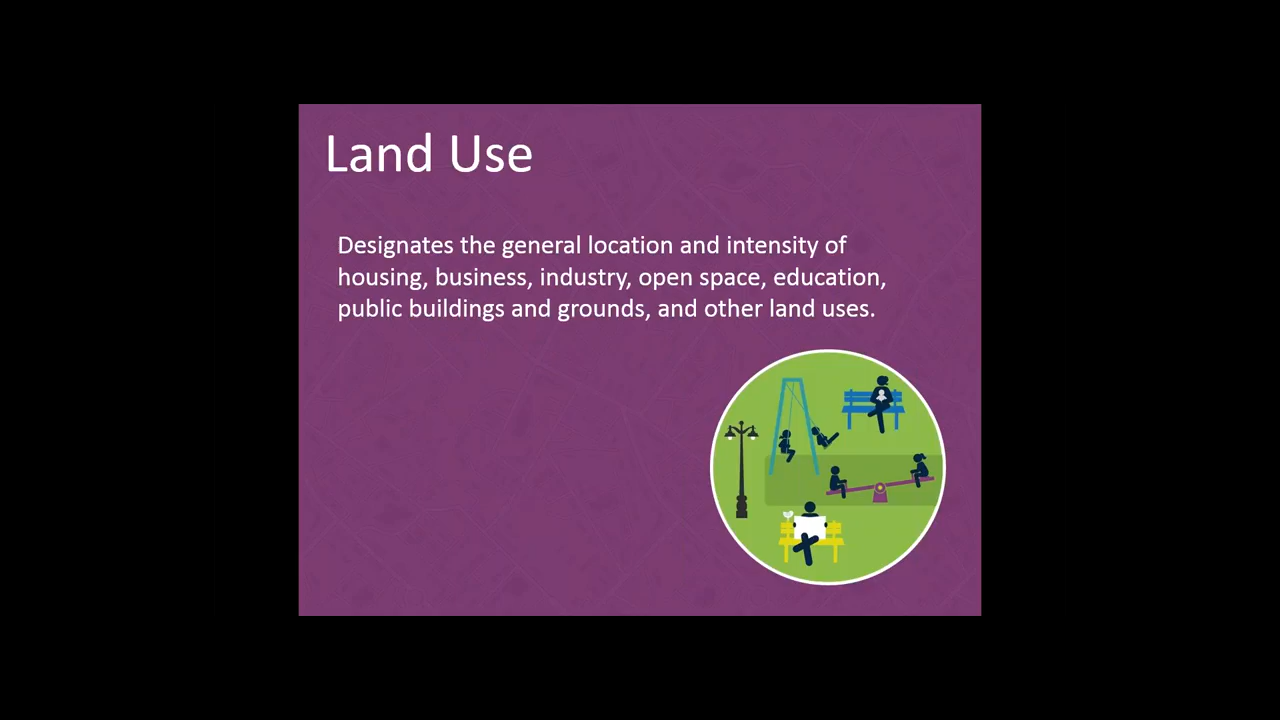 Land Use
Designates the general location and intensity of
housing, business, industry, open space, education,
public buildings and grounds, and other land uses.